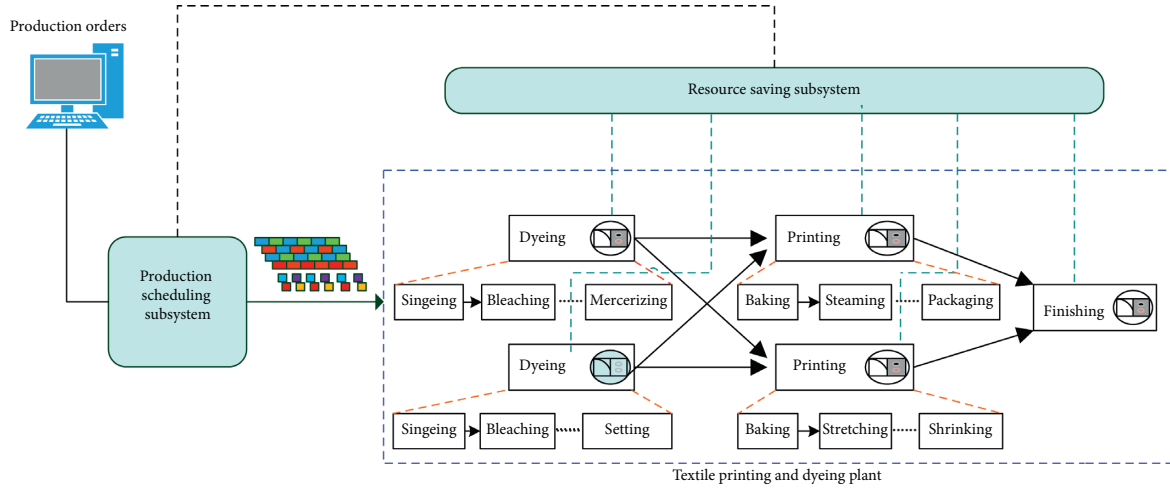 Production orders
Resource saving subsystem
Production
scheduling
subsystem
Dyeing
Printing
Singeing
Bleaching
Mercerizing
Baking
Steaming
Packaging
Finishing
Dyeing
Printing
Singeing
Bleaching
Setting
Baking
Stretching
Shrinking
Textile printing and dyeing plant